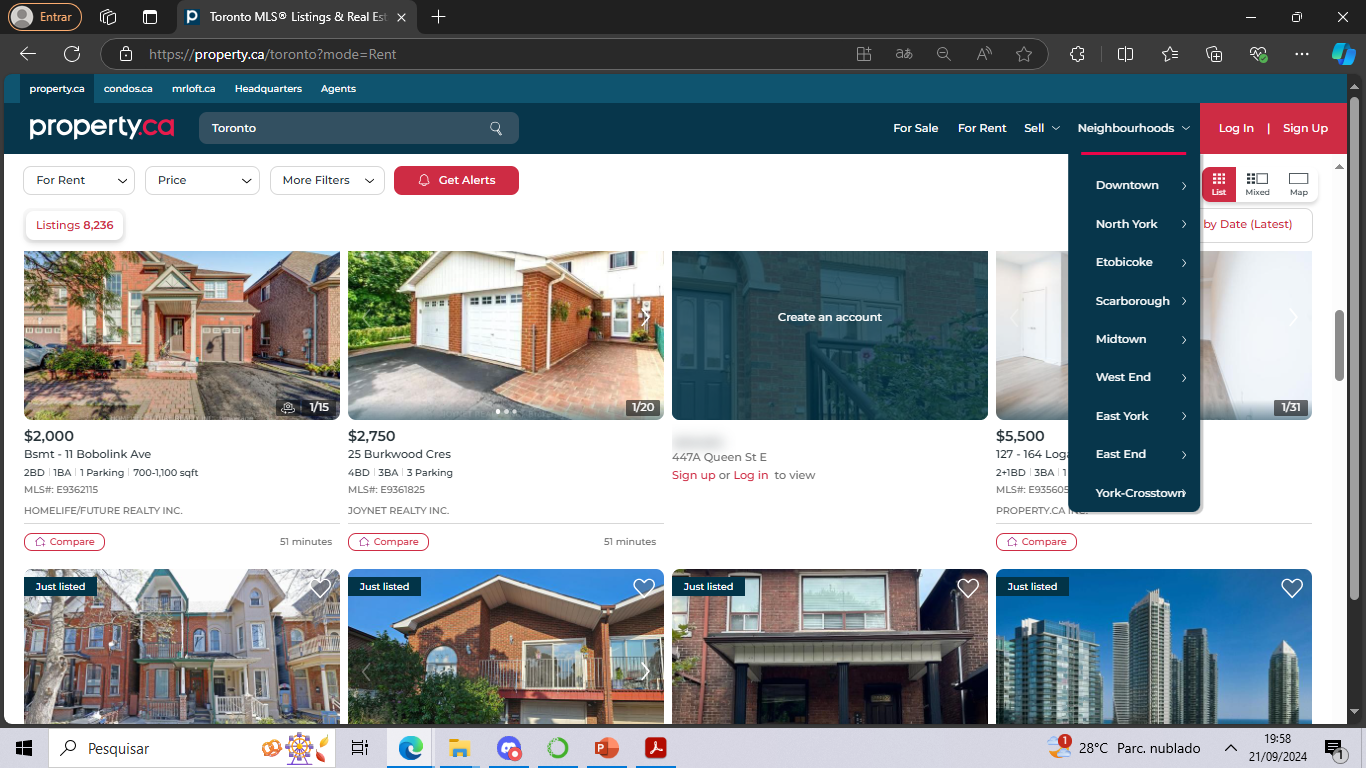 Entrar
Toronto MLS® Listings & Real Est
https://property.ca/toronto?mode=Rent
property.ca condos.ca mrloft.ca Headquarters Agents
property.ca
Toronto
For Sale For Rent Sell Neighbourhoods Log In | Sign Up
For Rent Price More Filters Get Alerts
Downtown
North York
Etobicoke
Scarborough
Midtown
West End
East York
East End
York-Crosstown
List Mixed Map
Listings 8,236
by Date (Latest)
1/15
$2,000
Bsmt - 11 Bobolink Ave
2BD 1BA 1 Parking 700-1,100 sqft
MLS#: E9362115
HOMELIFE/FUTURE REALTY INC.
Compare 51 minutes
1/20
$2,750
25 Burkwood Cres
4BD 3BA 3 Parking
MLS#: E9361825
JOYNET REALTY INC.
Compare 51 minutes
Create an account
447A Queen St E
Sign up or Log in to view
1/31
$5,500
127 - 164 Loga
2+1BD 3BA 1
MLS#: E935605
PROPERTY.CA INC.
Compare
Just listed
Just listed
Just listed
Just listed
Pesquisar
1
28°C Parc. nublado
19:58
21/09/2024
1